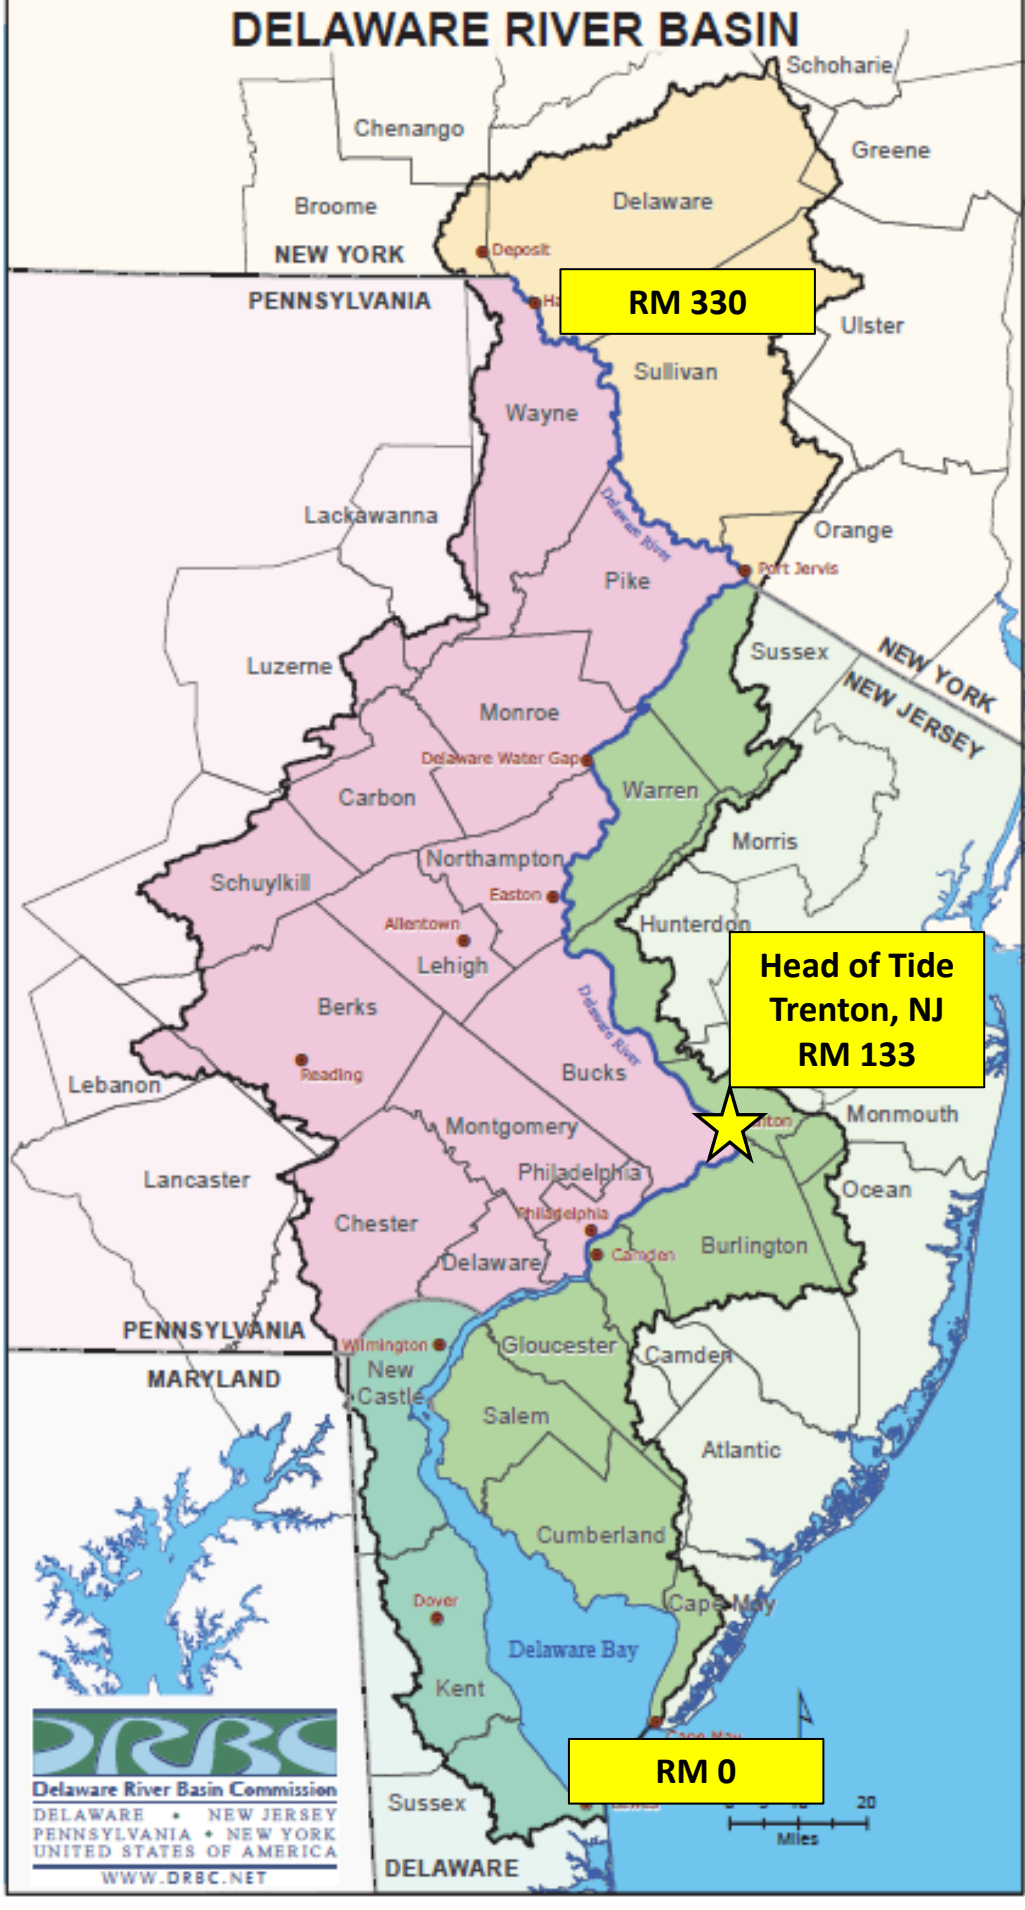 DELAWARE RIVER BASIN
Schoharie
Chenango
Greene
Delaware
Broome
Deposit
NEW YORK
PENNSYLVANIA
RM 330
Ulster
Sullivan
Wayne
Lackawanna
Delaware River
Orange
Port Jervis
Pike
Sussex
NEW YORK
NEW JERSEY
Luzerne
Monroe
Delaware Water Gap
Warren
Carbon
Morris
Northampton
Schuylkill
Easton
Allentown
Hunterdon
Lehigh
Head of Tide
Trenton, NJ
RM 133
Berks
Delaware River
Bucks
Reading
Lebanon
Monmouth
Montgomery
Philadelphia
Lancaster
Ocean
Philadelphia
Chester
Camden
Burlington
Delaware
PENNSYLVANIA
Wilmington
Gloucester
Camden
MARYLAND
New
Castle
Salem
Atlantic
Cumberland
Dover
Cape May
Delaware Bay
Kent
Cape May
DRBC
RM 0
Delaware River Basin Commission
Sussex
20
DELAWARE • NEW JERSEY
PENNSYLVANIA • NEW YORK
UNITED STATES OF AMERICA
Miles
DELAWARE
WWW.DRBC.NET